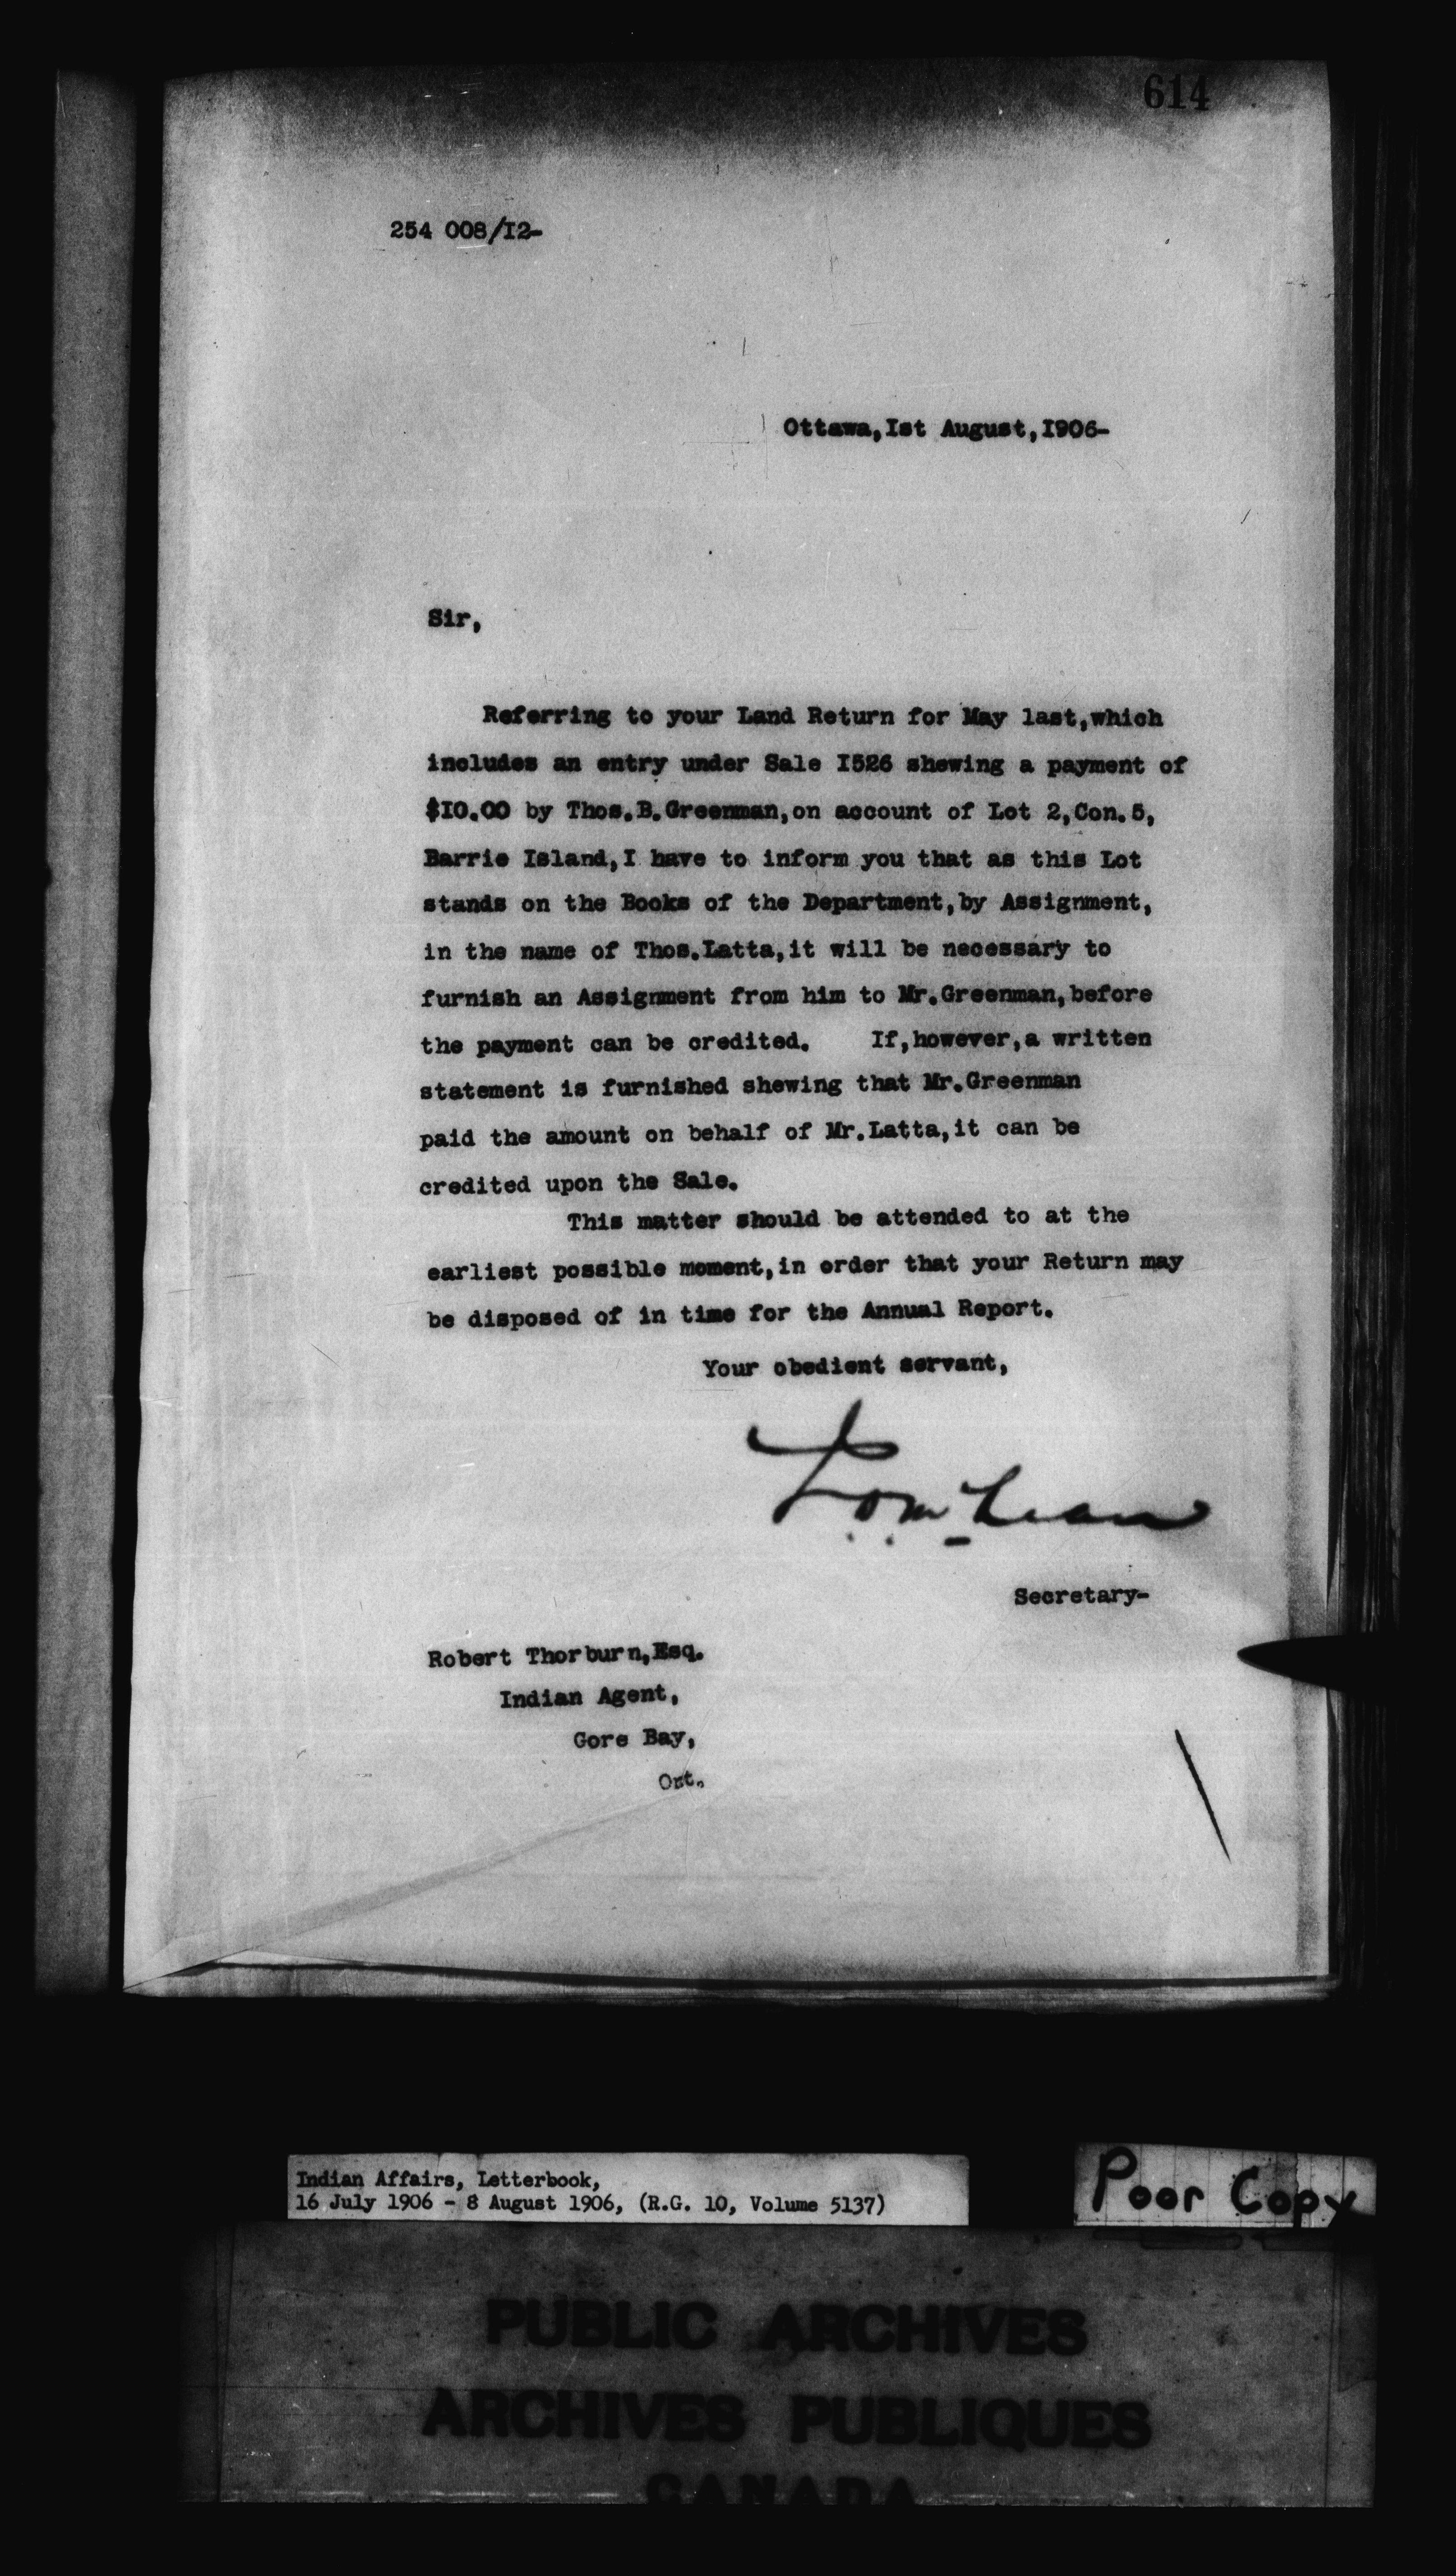 614
254 008/I2-
Ottawa,Ist August,I906-
Sir,
Referring to your Land Return for May last,which
includes an entry under Sale I526 shewing a payment of
$I0.00 by Thos.B.Greenman,on account of Lot 2,Con.5,
Barrie Island,I have to inform you that as this Lot
stands on the Books of the Department,by Assignment,
in the name of Thos.Latta,it will be necessary to
furnish an Assignment from him to Mr.Greenman,before
the payment can be credited. If,however,a written
statement is furnished shewing that Mr.Greenman
paid the amount on behalf of Mr.Latta,it can be
credited upon the Sale.
This matter should be attended to at the
earliest possible moment,in order that your Return may
be disposed of in time for the Annual Report.
Your obedient servant,
Secretary-
Robert Thorburn,Esq.
Indian Agent,
Gore Bay,
Ont.
Indian Affairs, Letterbook,
16 July 1906 - 8 August 1906, (R.G. 10, Volume 5137)
Poor Copy
PUBLIC ARCHIVES
ARCHIVES PUBLIQUES
CANADA